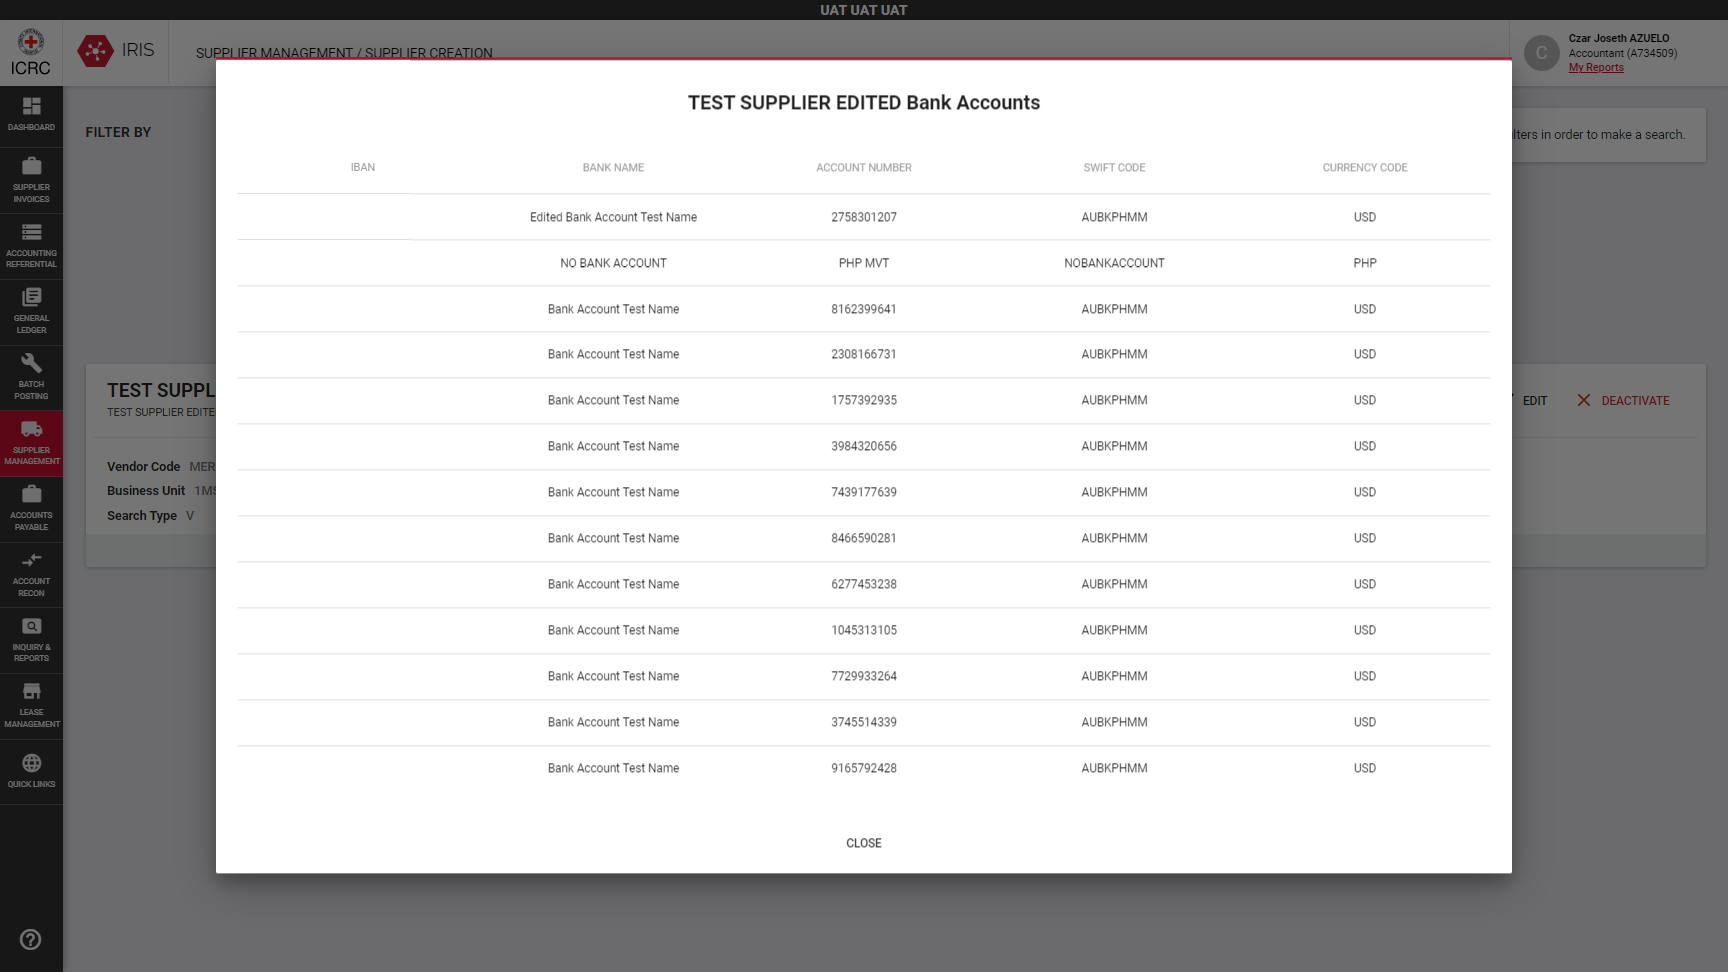 UAT UAT UAT
ICRC
IRIS
SUPPLIER MANAGEMENT / SUPPLIER CREATION
C
Czar Joseth AZUELO
Accountant (A734509)
My Reports
DASHBOARD
SUPPLIER
INVOICES
ACCOUNTING
REFERENTIAL
GENERAL
LEDGER
BATCH
POSTING
SUPPLIER
MANAGEMENT
ACCOUNTS
PAYABLE
ACCOUNT
RECON
INQUIRY &
REPORTS
LEASE
MANAGEMENT
QUICK LINKS
FILTER BY
in order to make a search.
TEST
TEST SUPPLIER
EDIT
DEACTIVATE
Vendor Code
Business Unit
Search Type V
TEST SUPPLIER EDITED Bank Accounts
IBAN BANK NAME ACCOUNT NUMBER SWIFT CODE CURRENCY CODE
Edited Bank Account Test Name 2758301207 AUBKPHMM USD
NO BANK ACCOUNT PHP MVT NOBANKACCOUNT PHP
Bank Account Test Name 8162399641 AUBKPHMM USD
Bank Account Test Name 2308166731 AUBKPHMM USD
Bank Account Test Name 1757392935 AUBKPHMM USD
Bank Account Test Name 3984320656 AUBKPHMM USD
Bank Account Test Name 7439177639 AUBKPHMM USD
Bank Account Test Name 8466590281 AUBKPHMM USD
Bank Account Test Name 6277453238 AUBKPHMM USD
Bank Account Test Name 1045313105 AUBKPHMM USD
Bank Account Test Name 7729933264 AUBKPHMM USD
Bank Account Test Name 3745514339 AUBKPHMM USD
Bank Account Test Name 9165792428 AUBKPHMM USD
CLOSE